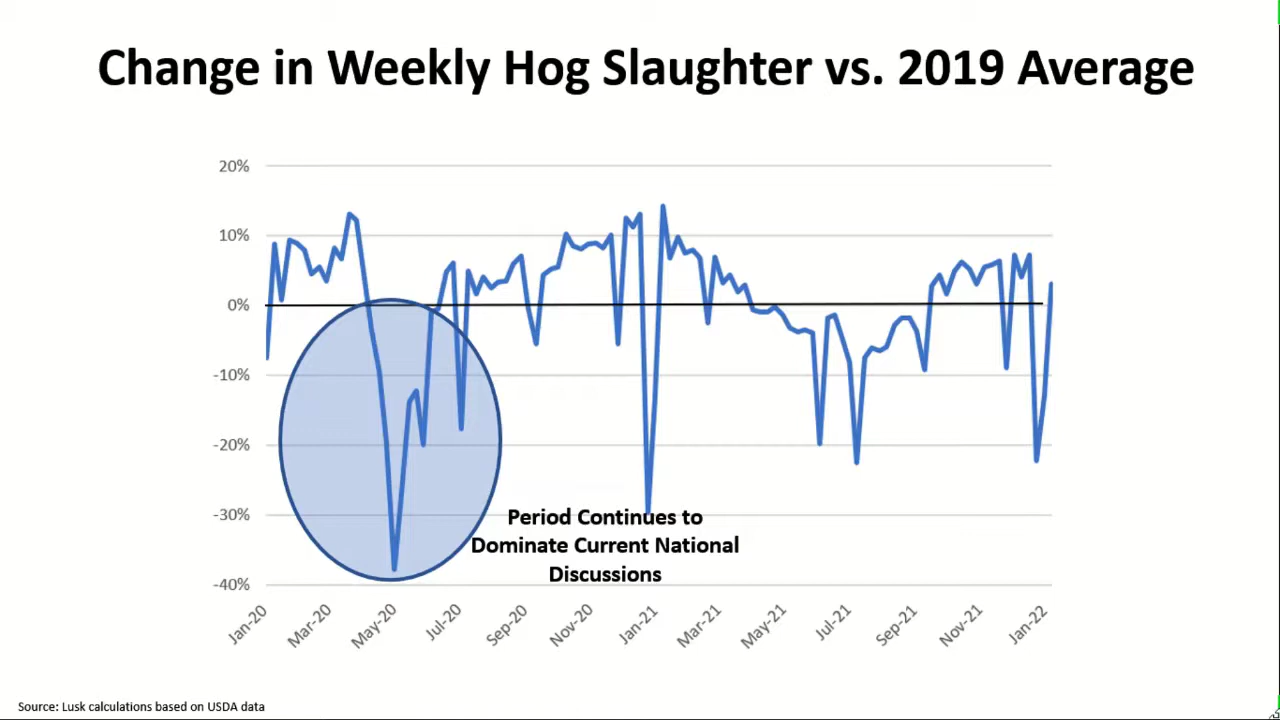 Change in Weekly Hog Slaughter vs. 2019 Average
20%
10%
0%
-10%
-20%
-30%
-40%
Period Continues to
Dominate Current National
Discussions
Jan-20
Mar-20
May-20
Jul-20
Sep-20
Nov-20
Jan-21
Mar-21
May-21
Jul-21
Sep-21
Nov-21
Jan-22
Source: Lusk calculations based on USDA data